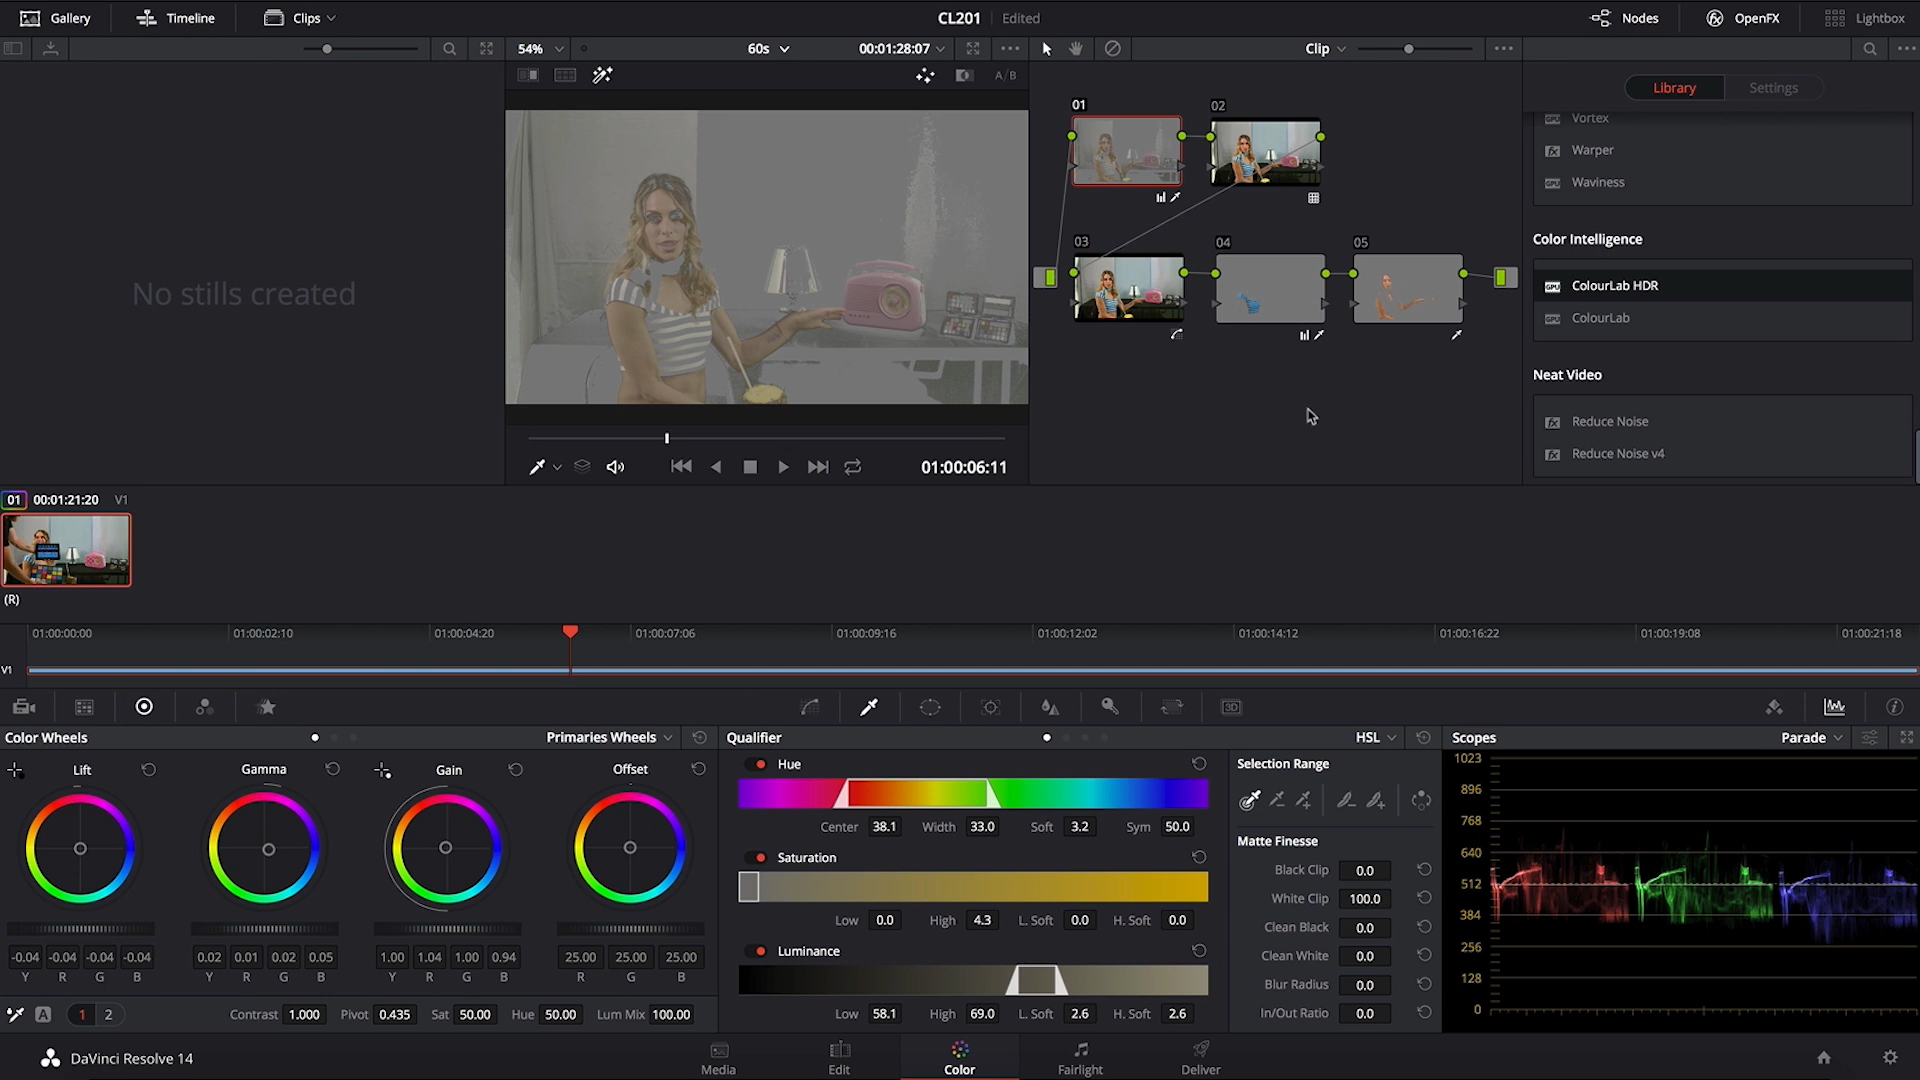 Gallery Timeline Clips CL201 Edited Nodes OpenFX Lightbox
54% 60s 00:01:28:07 Clip
A/B Library Settings
01 02
Vortex
Warper
Waviness
03 04 05
Color Intelligence
ColourLab HDR
ColourLab
No stills created
Neat Video
Reduce Noise
Reduce Noise v4
01:00:06:11
01 00:01:21:20 V1
(R)
01:00:00:00 01:00:02:10 01:00:04:20 01:00:07:06 01:00:09:16 01:00:12:02 01:00:14:12 01:00:16:22 01:00:19:08 01:00:21:18
V1
3D
Color Wheels Primaries Wheels Qualifier HSL Scopes Parade
Lift Gamma Gain Offset
Hue
Center 38.1 Width 33.0 Soft 3.2 Sym 50.0
Saturation
Low 0.0 High 4.3 L. Soft 0.0 H. Soft 0.0
Luminance
Low 58.1 High 69.0 L. Soft 2.6 H. Soft 2.6
Selection Range
Matte Finesse
Black Clip 0.0
White Clip 100.0
Clean Black 0.0
Clean White 0.0
Blur Radius 0.0
In/Out Ratio 0.0
1023
896
768
640
512
384
256
128
0
-0.04 -0.04 -0.04 -0.04 0.02 0.01 0.02 0.05 1.00 1.04 1.00 0.94 25.00 25.00 25.00
Y R G B Y R G B Y R G B R G B
A 1 2 Contrast 1.000 Pivot 0.435 Sat 50.00 Hue 50.00 Lum Mix 100.00
DaVinci Resolve 14
Media Edit Color Fairlight Deliver